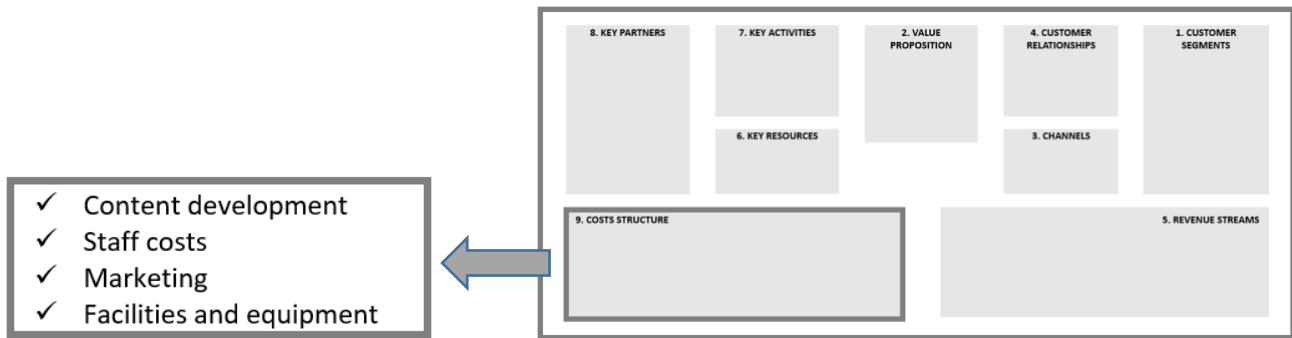 8. KEY PARTNERS
7. KEY ACTIVITIES
2. VALUE
PROPOSITION
4. CUSTOMER
RELATIONSHIPS
1. CUSTOMER
SEGMENTS
6. KEY RESOURCES
3. CHANNELS
9. COSTS STRUCTURE
5. REVENUE STREAMS
✓ Content development
✓ Staff costs
✓ Marketing
✓ Facilities and equipment